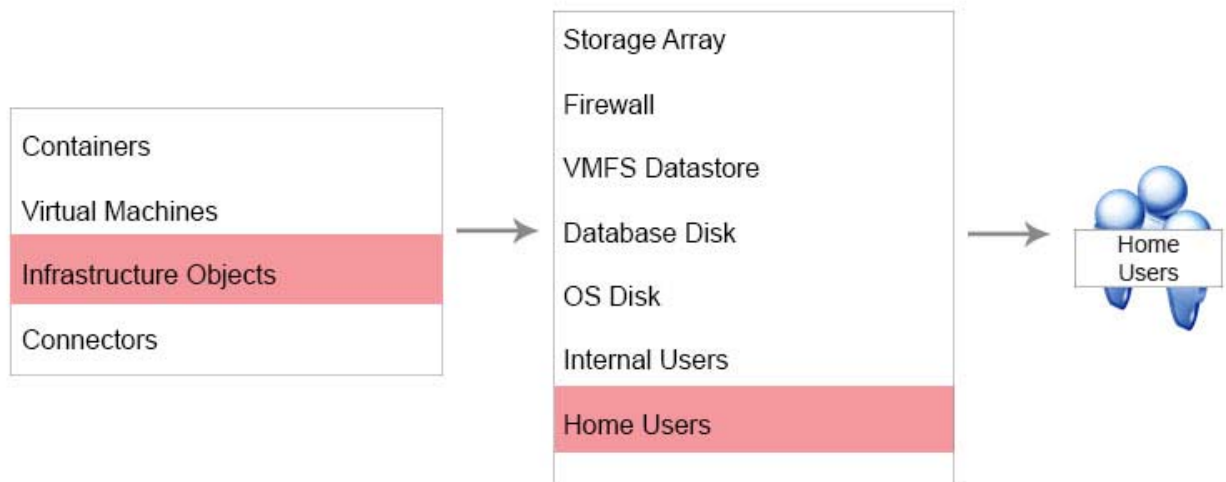 Containers
Virtual Machines
Infrastructure Objects
Connectors
Storage Array
Firewall
VMFS Datastore
Database Disk
OS Disk
Internal Users
Home Users
Home
Users